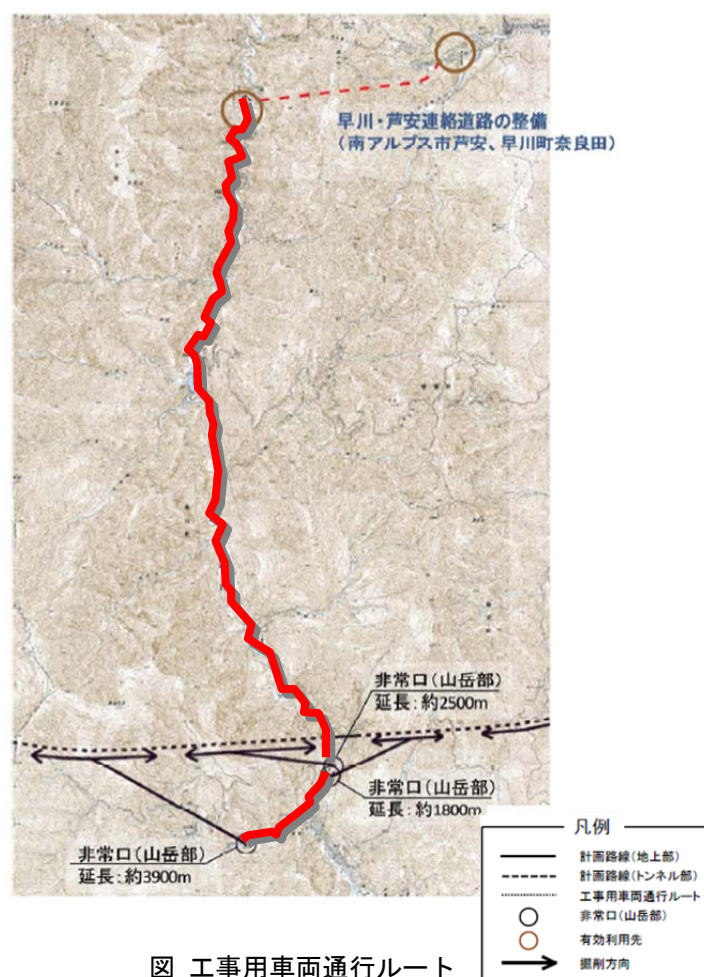 早川・芦安連絡道路の整備
（南アルプス市芦安、早川町奈良田）
非常口（山岳部）
延長：約2500m
非常口（山岳部）
延長：約1800m
非常口（山岳部）
延長：約3900m
凡例
計画路線（地上部）
計画路線（トンネル部）
工事用車両通行ルート
非常口（山岳部）
有効利用先
掘削方向
図 工事用車両通行ルート